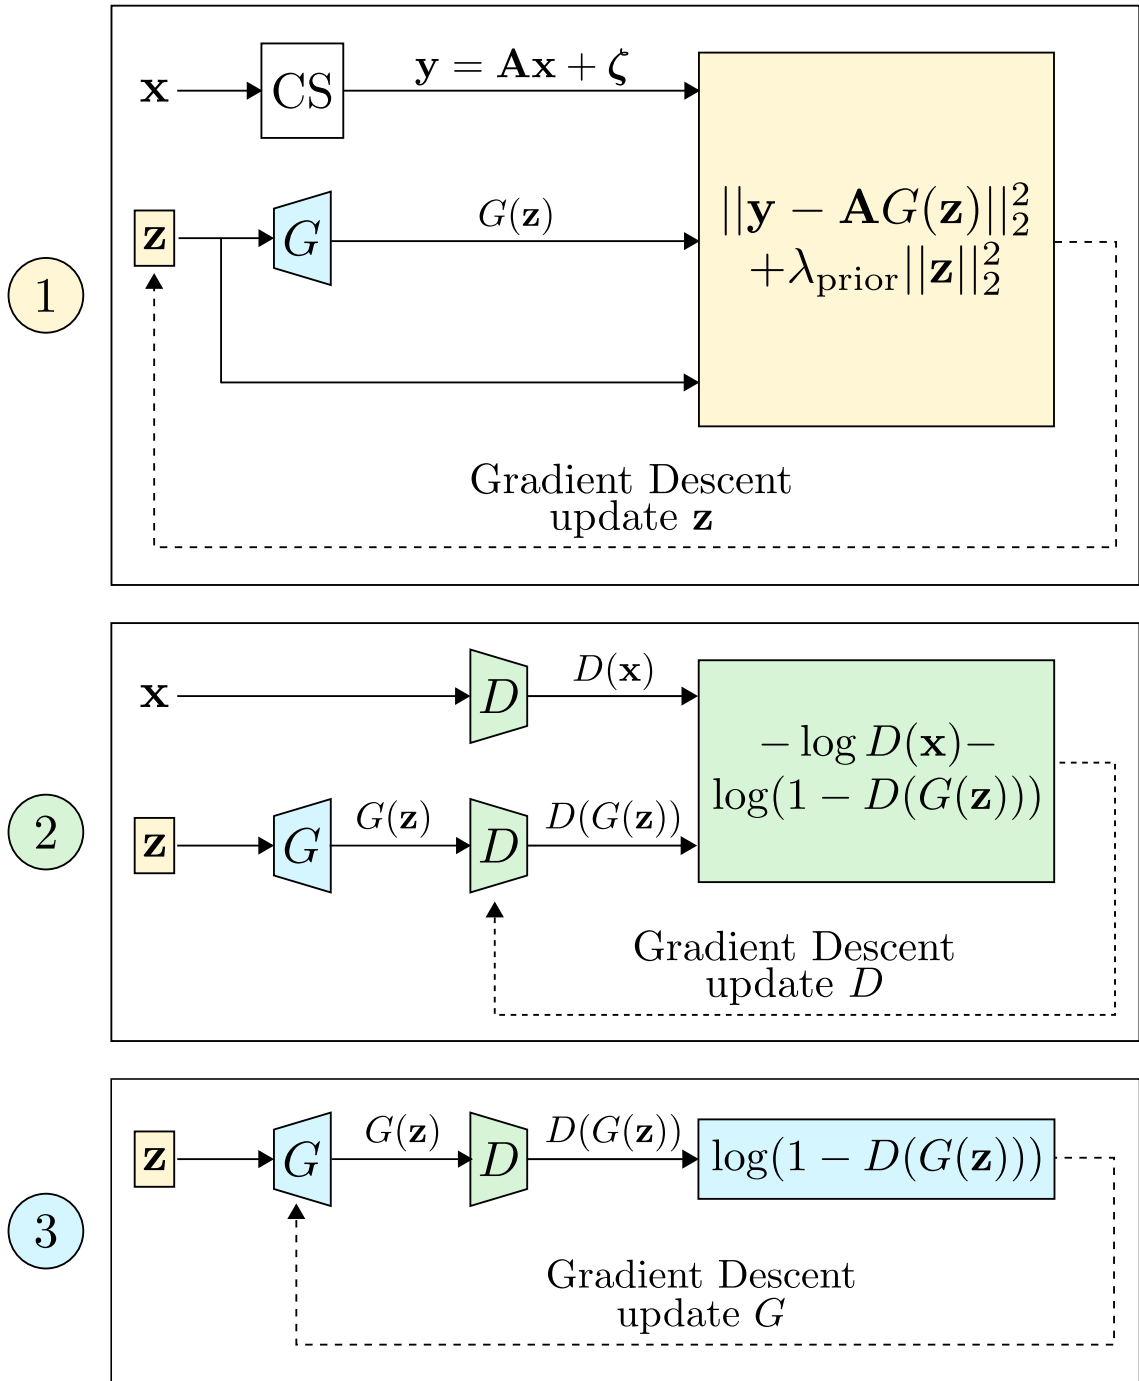 x
CS
y = Ax + ζ
z
G
G(z)
||y − AG(z)||₂²
+λ_prior||z||₂²
1
Gradient Descent
update z
x
D
D(x)
− log D(x)−
log(1 − D(G(z)))
2
z
G
G(z)
D
D(G(z))
Gradient Descent
update D
z
G
G(z)
D
D(G(z))
log(1 − D(G(z)))
3
Gradient Descent
update G